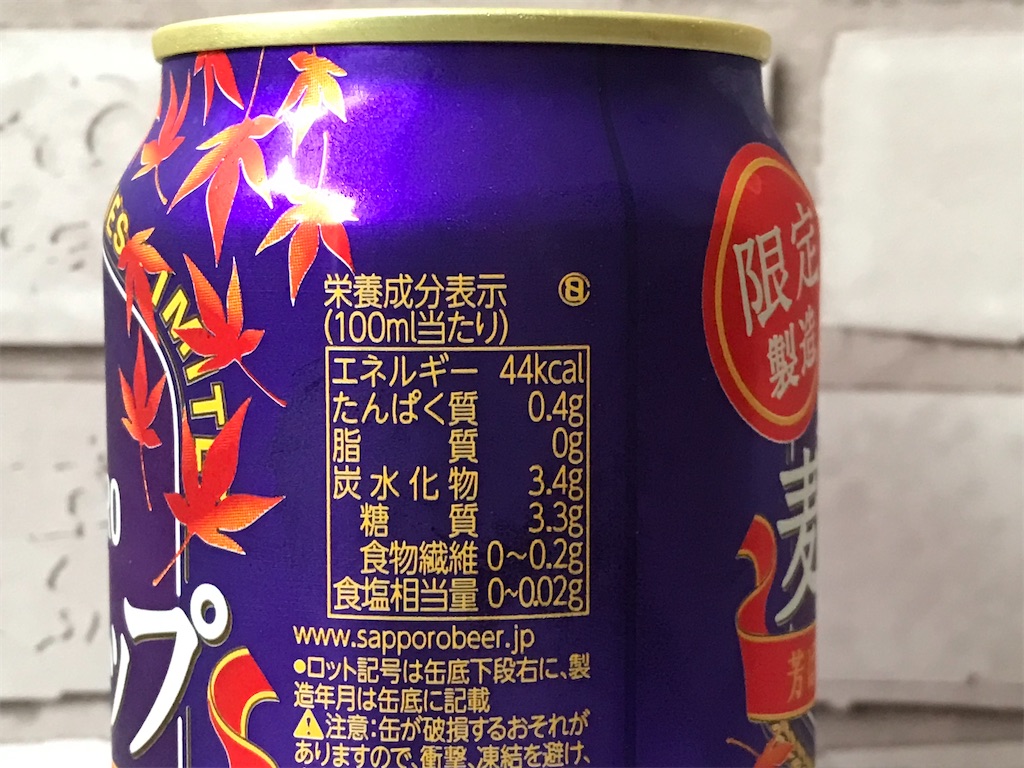 栄養成分表示
(100ml当たり)
エネルギー 44kcal
たんぱく質 0.4g
脂質 0g
炭水化物 3.4g
糖質 3.3g
食物繊維 0~0.2g
食塩相当量 0~0.02g
www.sapporobeer.jp
●ロット記号は缶底下段右に、製
造年月は缶底に記載
⚠注意:缶が破損するおそれが
ありますので、衝撃、凍結を避け、
限定
製造
麦
芳
ップ